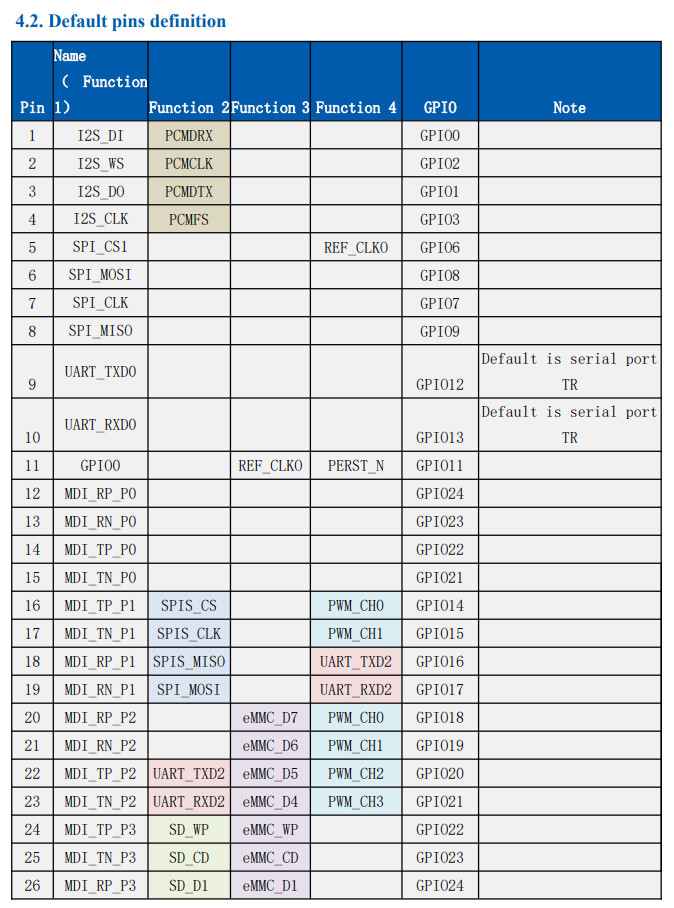 4.2. Default pins definition
Pin Name ( Function 1) Function 2 Function 3 Function 4 GPIO Note
1 I2S_DI PCMDRX GPIO0
2 I2S_WS PCMCLK GPIO2
3 I2S_DO PCMDTX GPIO1
4 I2S_CLK PCMFS GPIO3
5 SPI_CS1 REF_CLKO GPIO6
6 SPI_MOSI GPIO8
7 SPI_CLK GPIO7
8 SPI_MISO GPIO9
9 UART_TXD0 GPIO12 Default is serial port TR
10 UART_RXD0 GPIO13 Default is serial port TR
11 GPIO0 REF_CLKO PERST_N GPIO11
12 MDI_RP_P0 GPIO24
13 MDI_RN_P0 GPIO23
14 MDI_TP_P0 GPIO22
15 MDI_TN_P0 GPIO21
16 MDI_TP_P1 SPIS_CS PWM_CH0 GPIO14
17 MDI_TN_P1 SPIS_CLK PWM_CH1 GPIO15
18 MDI_RP_P1 SPIS_MISO UART_TXD2 GPIO16
19 MDI_RN_P1 SPI_MOSI UART_RXD2 GPIO17
20 MDI_RP_P2 eMMC_D7 PWM_CH0 GPIO18
21 MDI_RN_P2 eMMC_D6 PWM_CH1 GPIO19
22 MDI_TP_P2 UART_TXD2 eMMC_D5 PWM_CH2 GPIO20
23 MDI_TN_P2 UART_RXD2 eMMC_D4 PWM_CH3 GPIO21
24 MDI_TP_P3 SD_WP eMMC_WP GPIO22
25 MDI_TN_P3 SD_CD eMMC_CD GPIO23
26 MDI_RP_P3 SD_D1 eMMC_D1 GPIO24